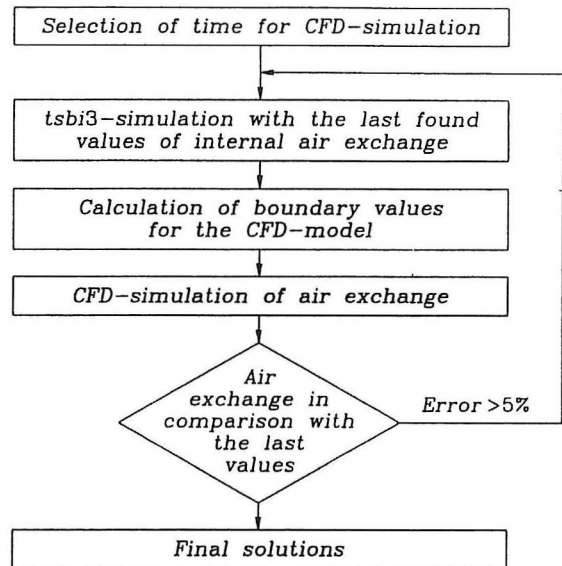 Selection of time for CFD-simulation
tsbi3-simulation with the last found
values of internal air exchange
Calculation of boundary values
for the CFD-model
CFD-simulation of air exchange
Air
exchange in
comparison with
the last
values
Error>5%
Final solutions